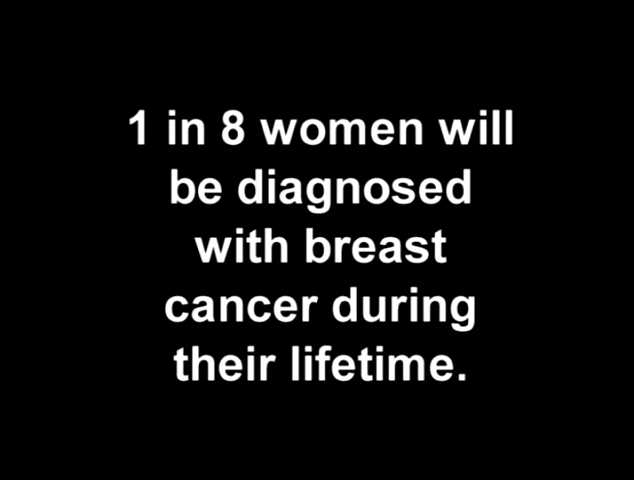 1 in 8 women will
be diagnosed
with breast
cancer during
their lifetime.